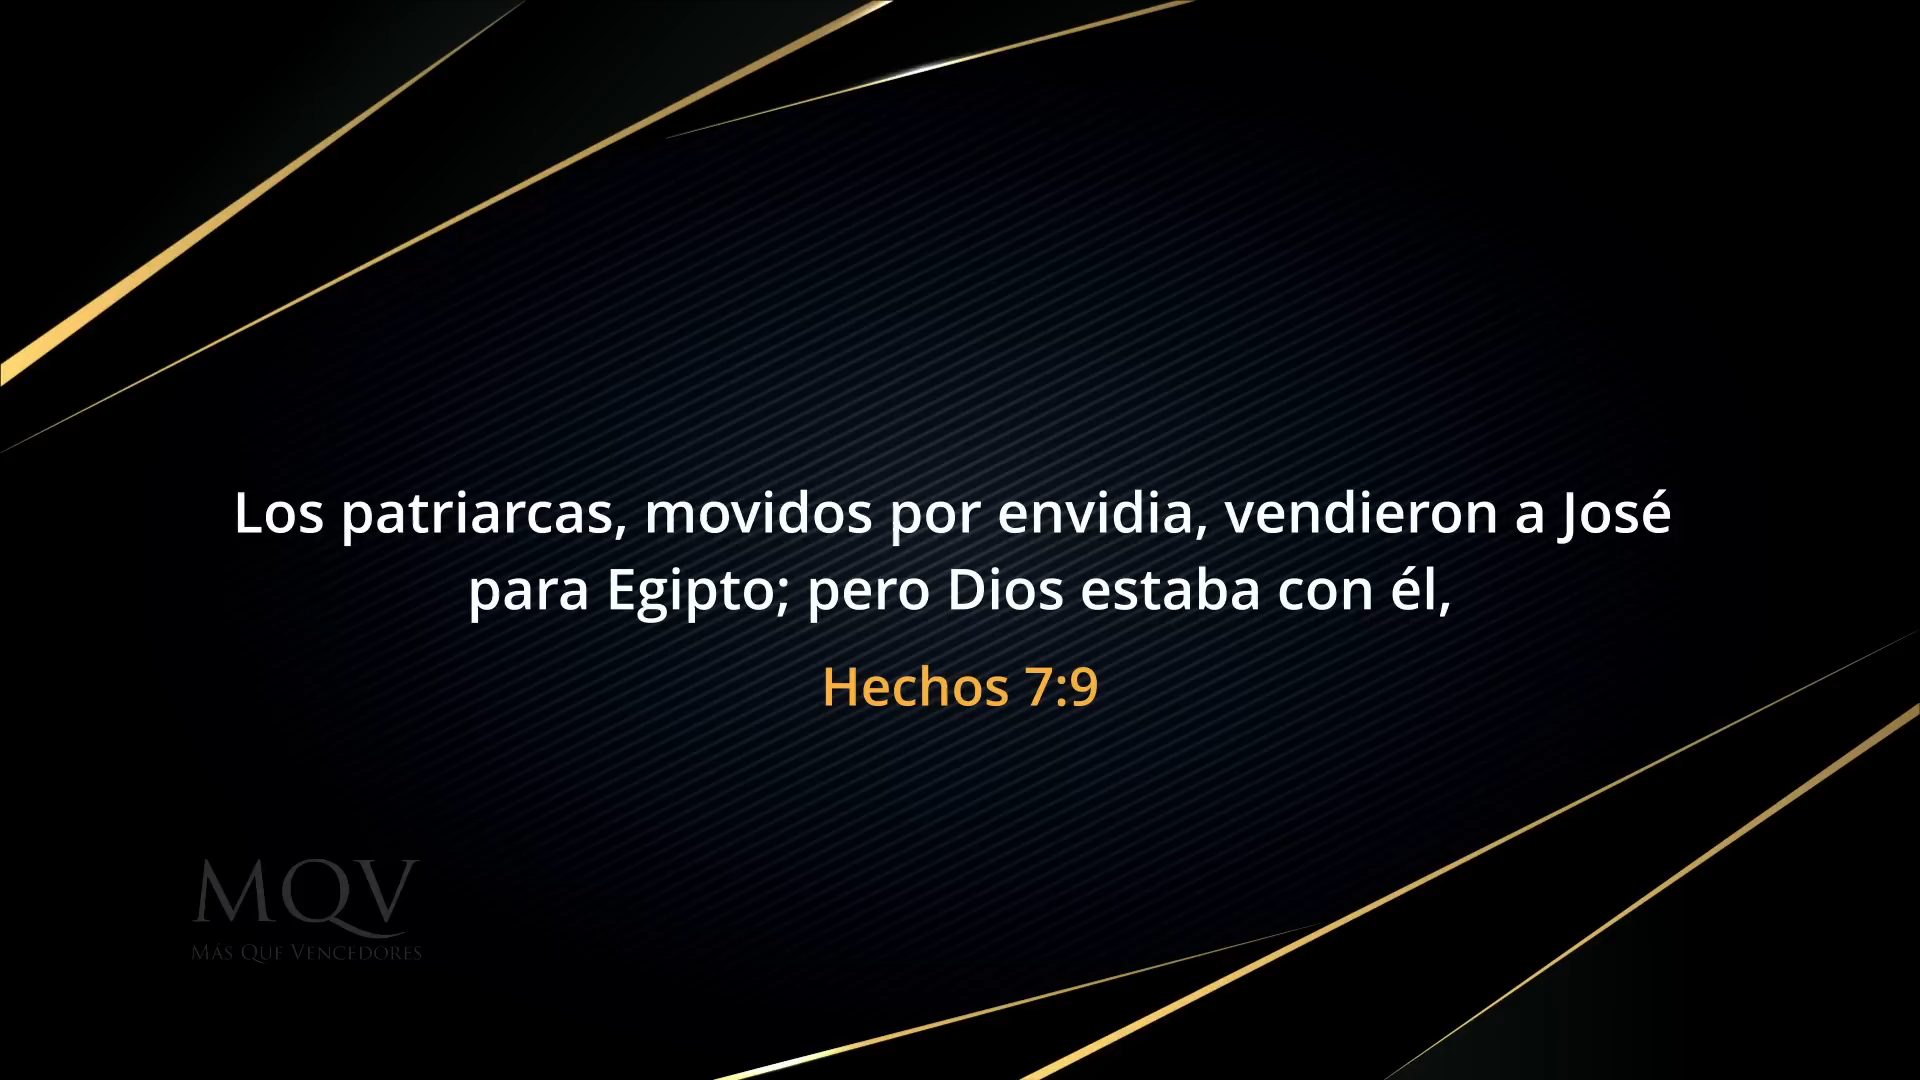 Los patriarcas, movidos por envidia, vendieron a José
para Egipto; pero Dios estaba con él,
Hechos 7:9
MQV
MÁS QUE VENCEDORES